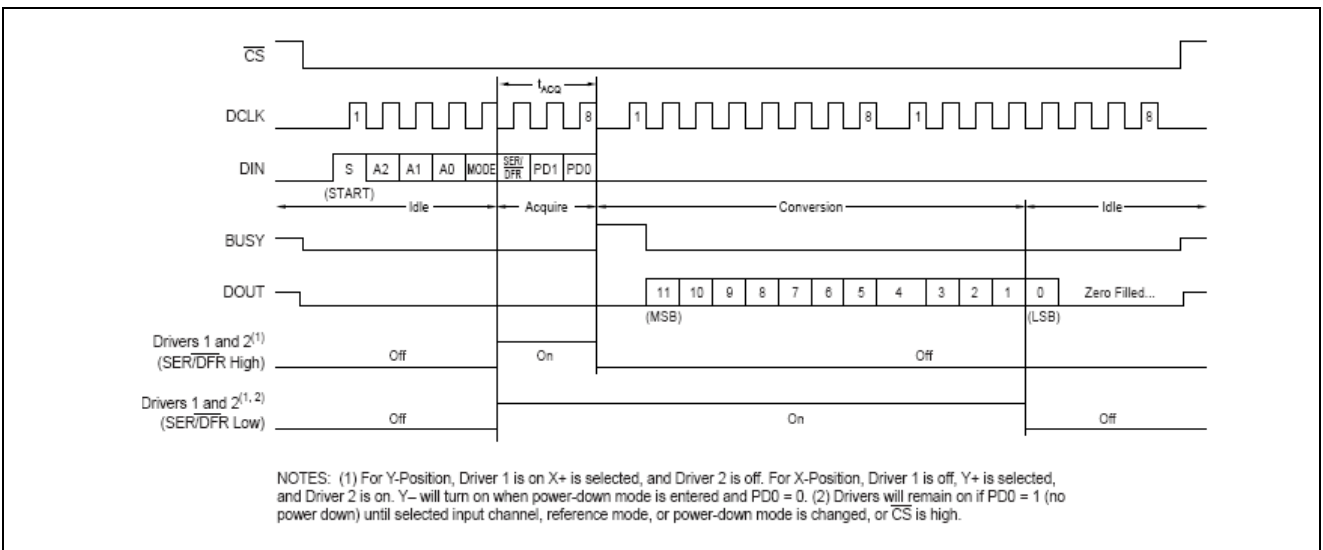 CS
tACQ
DCLK 1 8 1 8 1 8
DIN S A2 A1 A0 MODE SER/DFR PD1 PD0
(START)
Idle Acquire Conversion Idle
BUSY
DOUT 11 10 9 8 7 6 5 4 3 2 1 0 Zero Filled...
(MSB) (LSB)
Drivers 1 and 2(1)
(SER/DFR High) Off On Off
Drivers 1 and 2(1, 2)
(SER/DFR Low) Off On Off
NOTES: (1) For Y-Position, Driver 1 is on X+ is selected, and Driver 2 is off. For X-Position, Driver 1 is off, Y+ is selected,
and Driver 2 is on. Y– will turn on when power-down mode is entered and PD0 = 0. (2) Drivers will remain on if PD0 = 1 (no
power down) until selected input channel, reference mode, or power-down mode is changed, or CS is high.